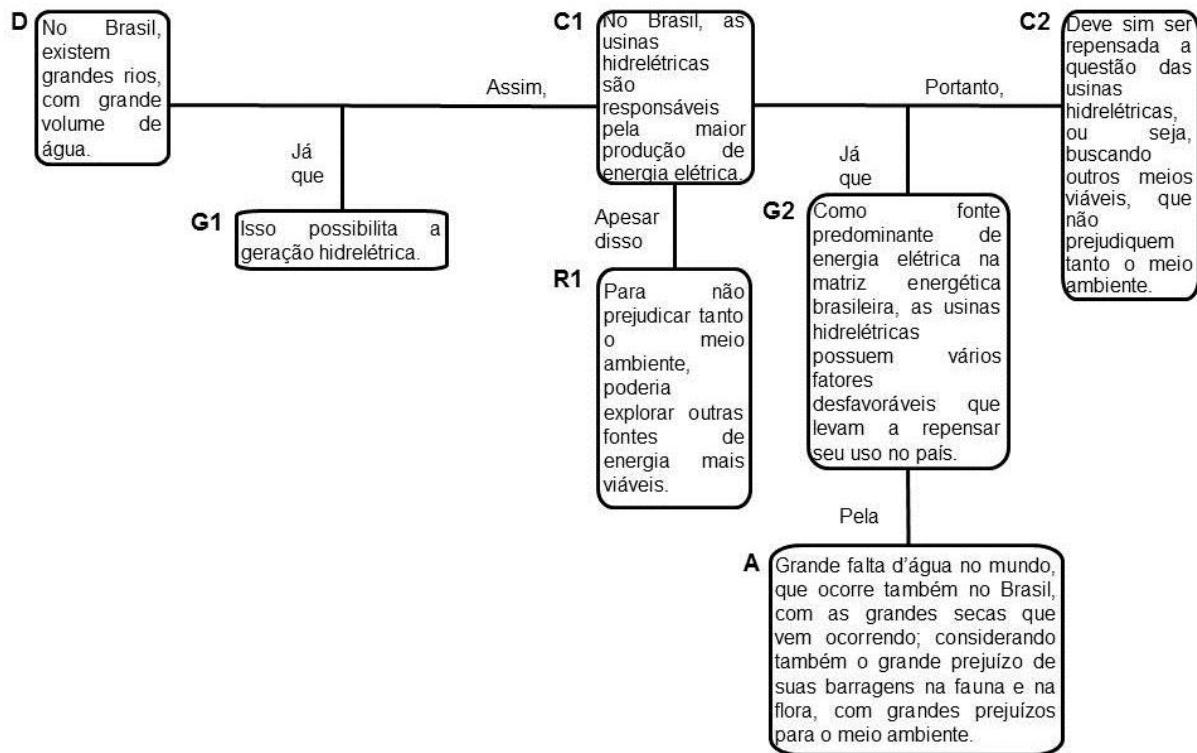 D
No Brasil,
existem
grandes rios,
com grande
volume de
água.
Assim,
Já
que
G1
Isso possibilita a
geração hidrelétrica.
C1
No Brasil, as
usinas
hidrelétricas
são
responsáveis
pela maior
produção de
energia elétrica.
Apesar
disso
R1
Para não
prejudicar tanto
o meio
ambiente,
poderia
explorar outras
fontes de
energia mais
viáveis.
Portanto,
Já
que
G2
Como fonte
predominante de
energia elétrica na
matriz energética
brasileira, as usinas
hidrelétricas
possuem vários
fatores
desfavoráveis que
levam a repensar
seu uso no país.
Pela
A
Grande falta d’água no mundo,
que ocorre também no Brasil,
com as grandes secas que
vem ocorrendo; considerando
também o grande prejuízo de
suas barragens na fauna e na
flora, com grandes prejuízos
para o meio ambiente.
C2
Deve sim ser
repensada a
questão das
usinas
hidrelétricas,
ou seja,
buscando
outros meios
viáveis, que
não
prejudiquem
tanto o meio
ambiente.